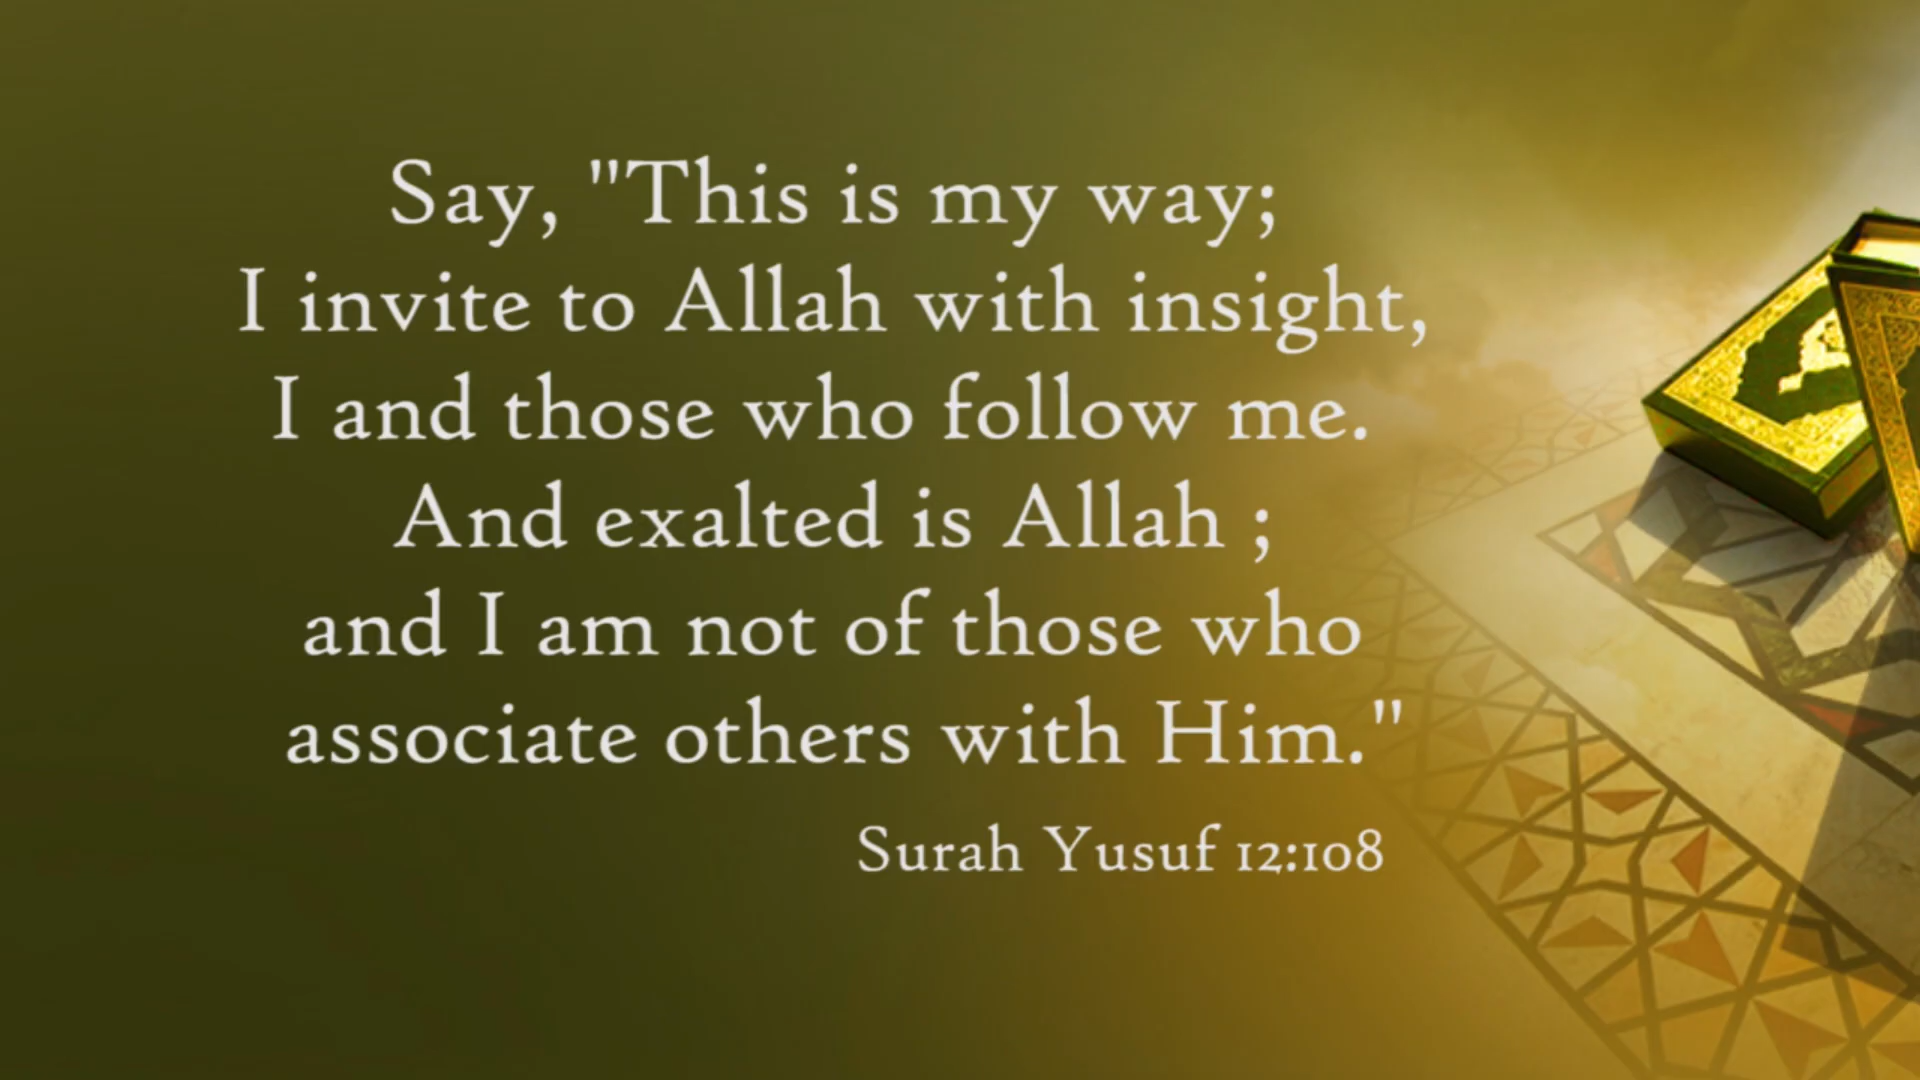 Say, "This is my way;
I invite to Allah with insight,
I and those who follow me.
And exalted is Allah ;
and I am not of those who
associate others with Him."
Surah Yusuf 12:108